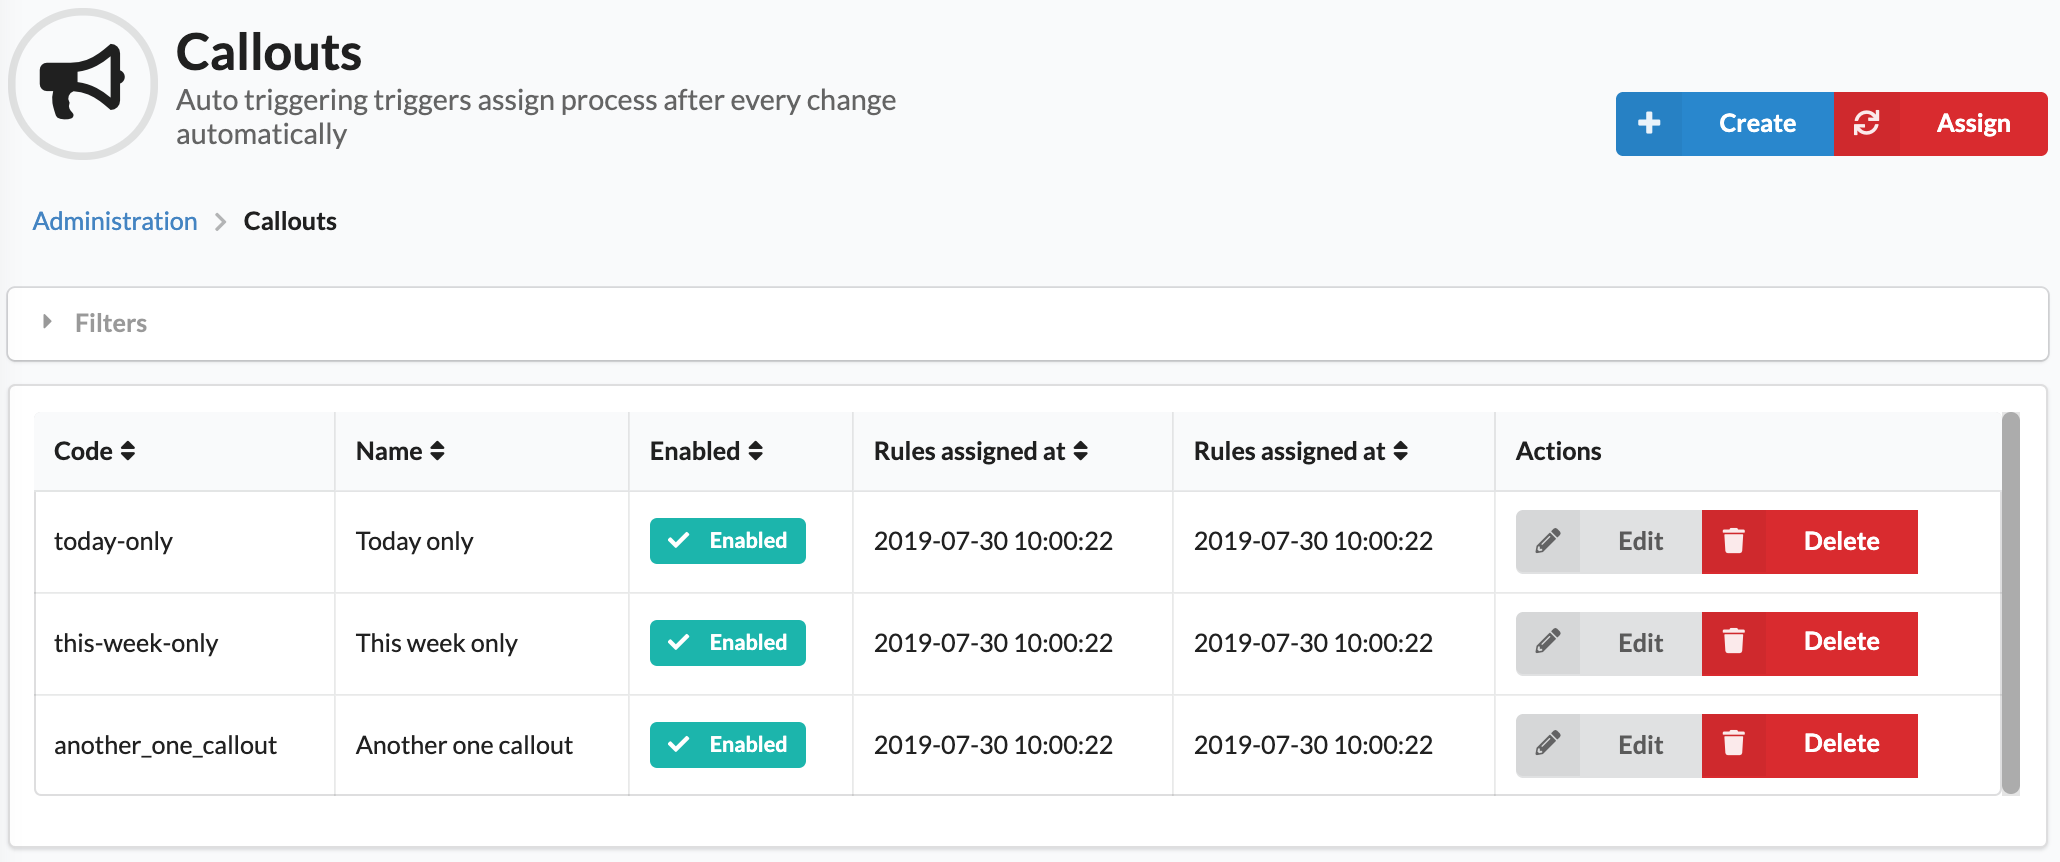 Callouts
Auto triggering triggers assign process after every change
automatically
Create Assign
Administration Callouts
Filters
Code Name Enabled Rules assigned at Rules assigned at Actions
today-only Today only Enabled 2019-07-30 10:00:22 2019-07-30 10:00:22 Edit Delete
this-week-only This week only Enabled 2019-07-30 10:00:22 2019-07-30 10:00:22 Edit Delete
another_one_callout Another one callout Enabled 2019-07-30 10:00:22 2019-07-30 10:00:22 Edit Delete